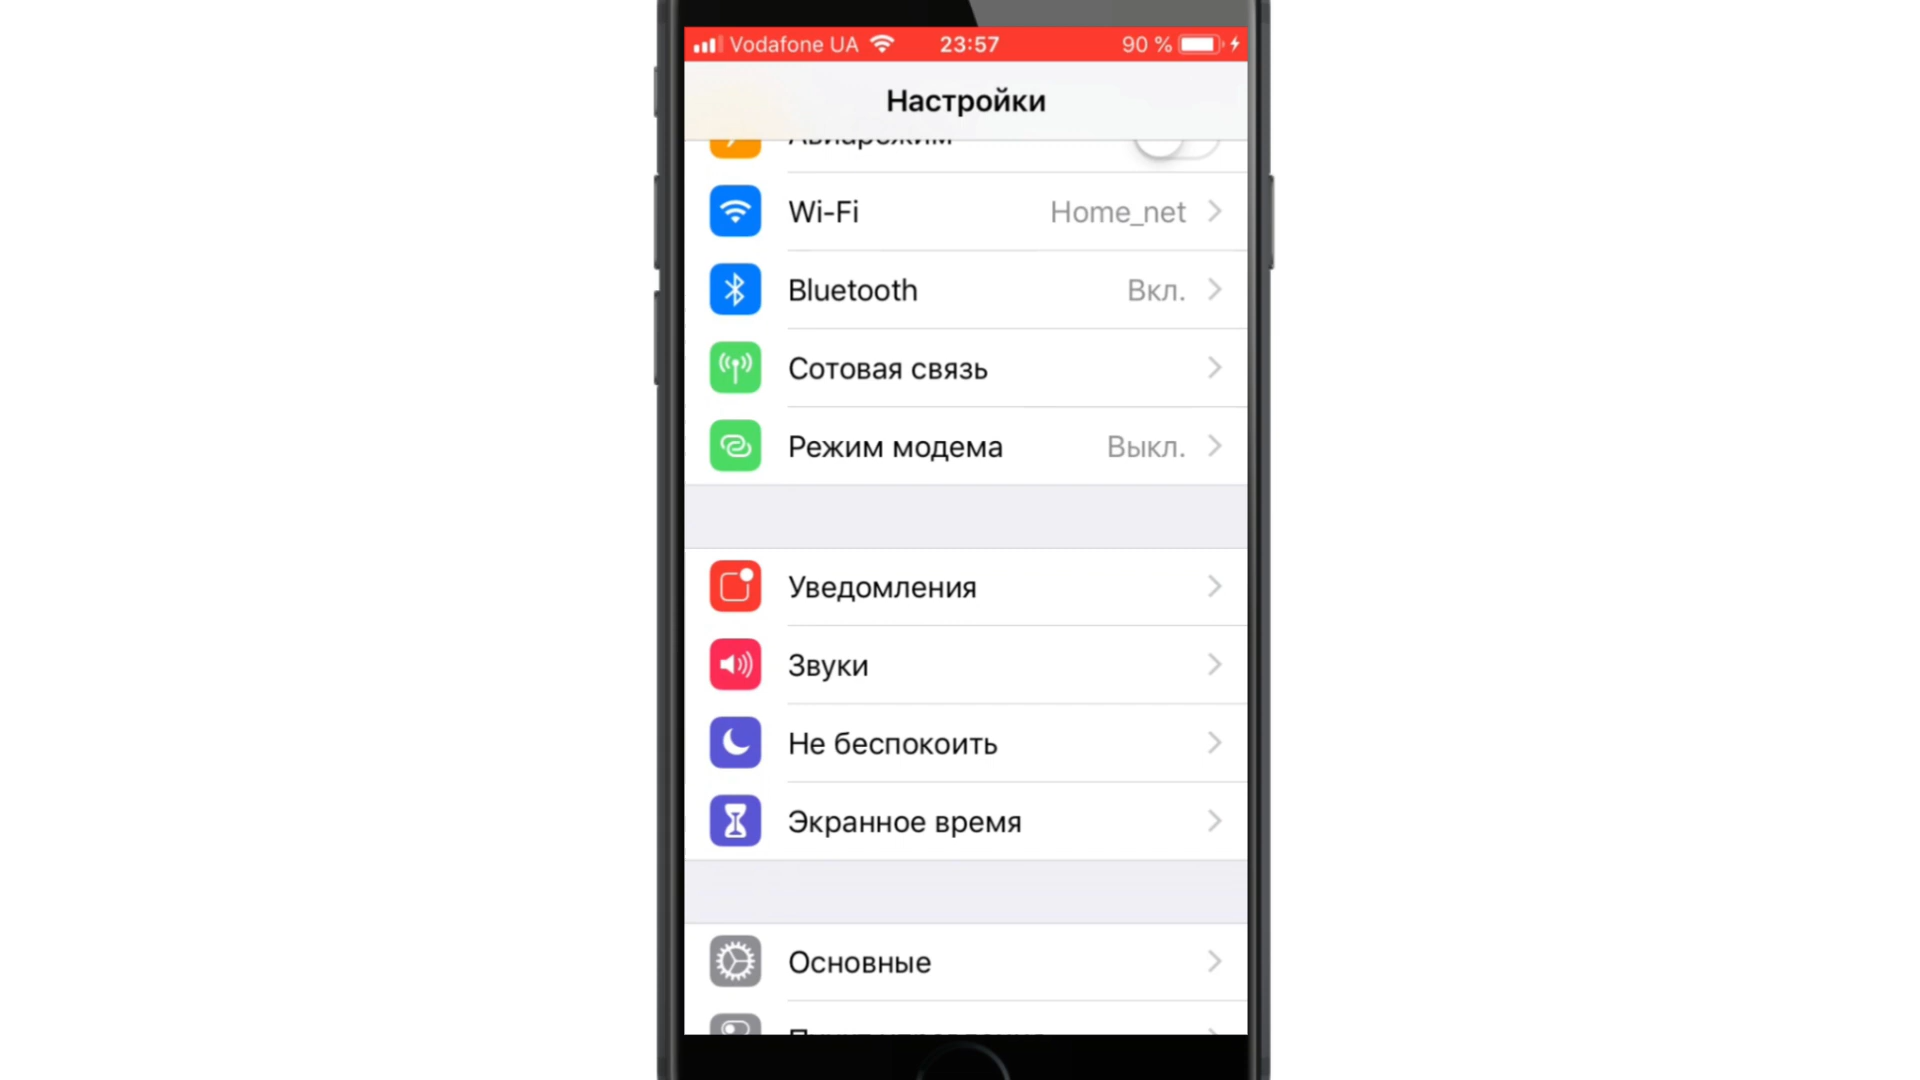 Vodafone UA 23:57 90 %
Настройки
Авиарежим
Wi-Fi Home_net
Bluetooth Вкл.
Сотовая связь
Режим модема Выкл.
Уведомления
Звуки
Не беспокоить
Экранное время
Основные